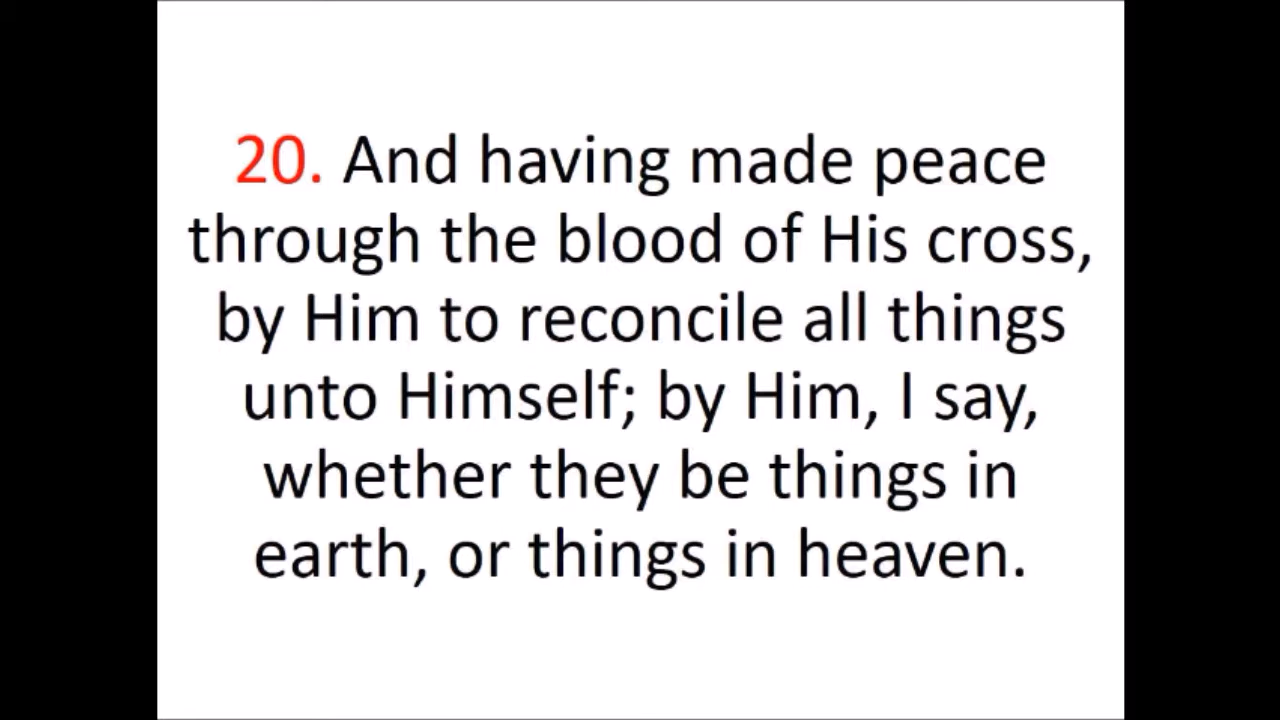 20. And having made peace
through the blood of His cross,
by Him to reconcile all things
unto Himself; by Him, I say,
whether they be things in
earth, or things in heaven.